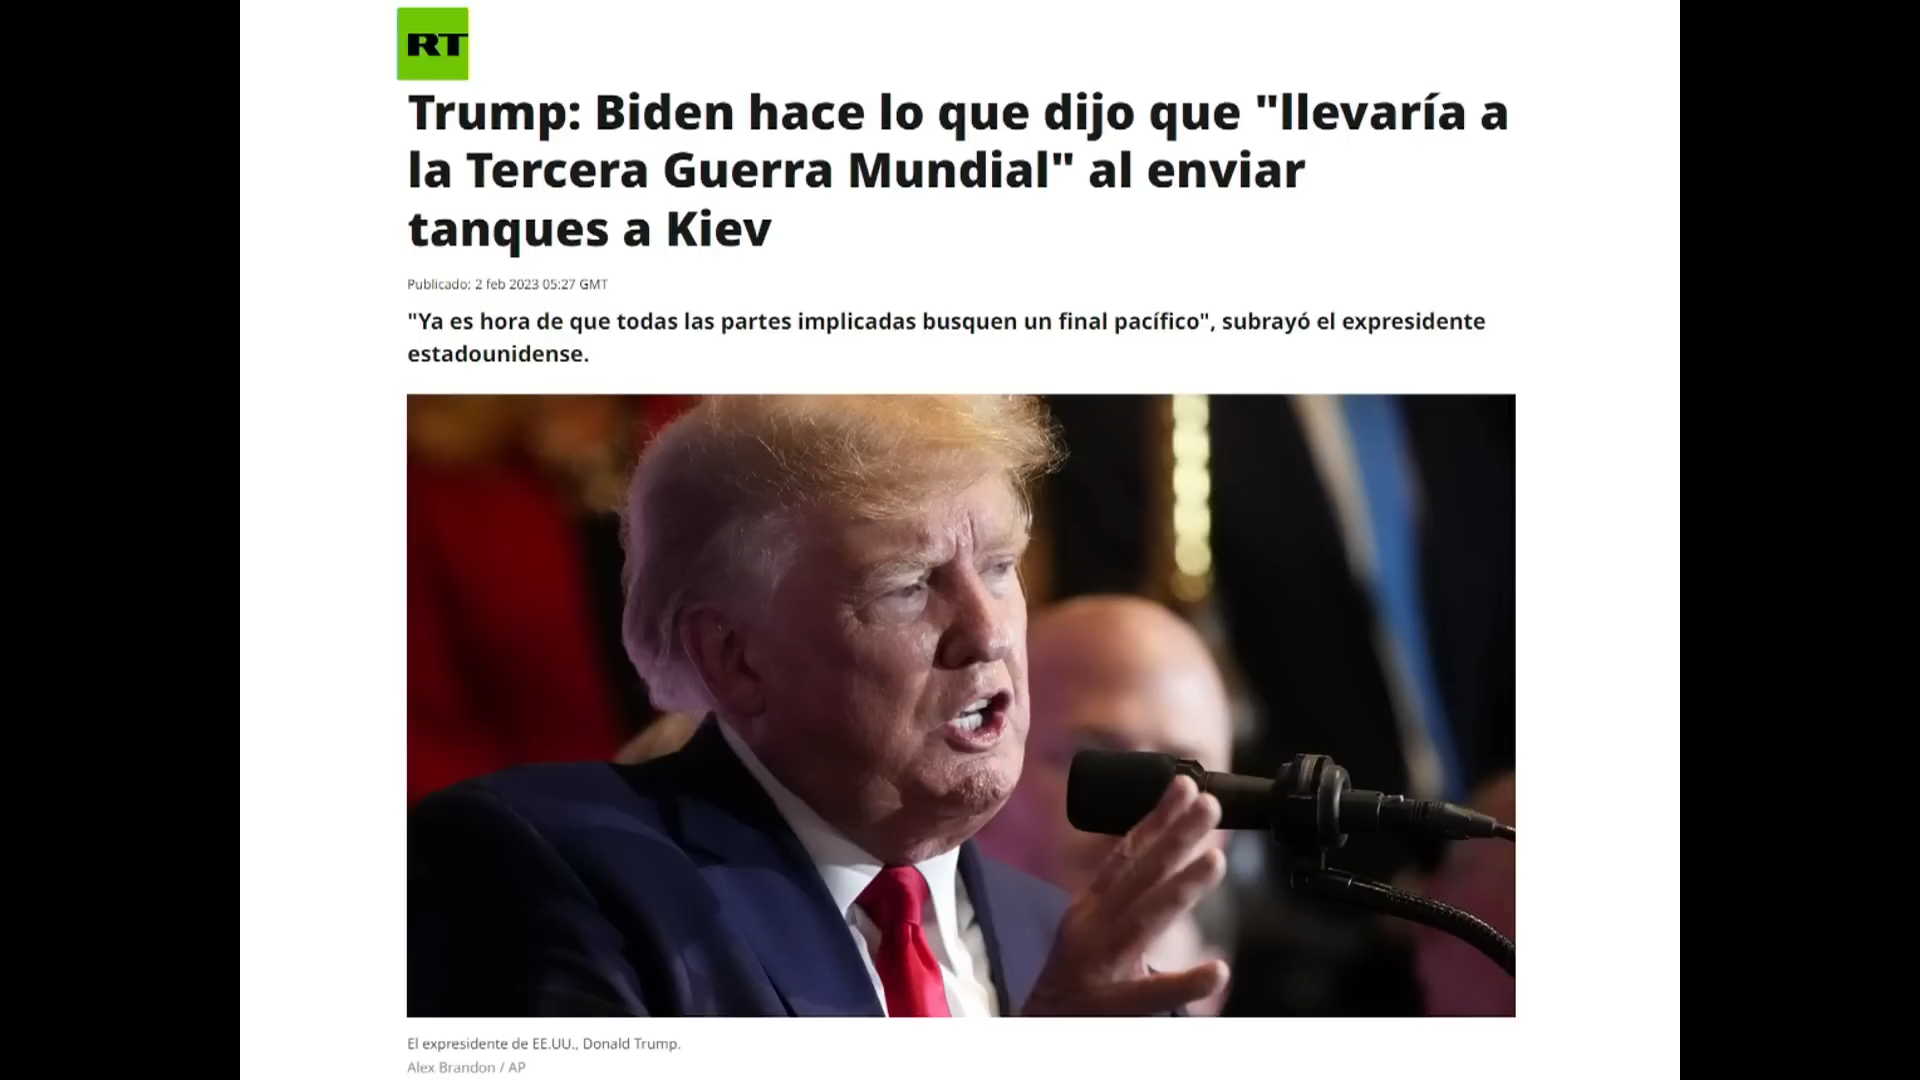 RT
Trump: Biden hace lo que dijo que "llevaría a
la Tercera Guerra Mundial" al enviar
tanques a Kiev
Publicado: 2 feb 2023 05:27 GMT
"Ya es hora de que todas las partes implicadas busquen un final pacífico", subrayó el expresidente
estadounidense.
El expresidente de EE.UU., Donald Trump.
Alex Brandon / AP